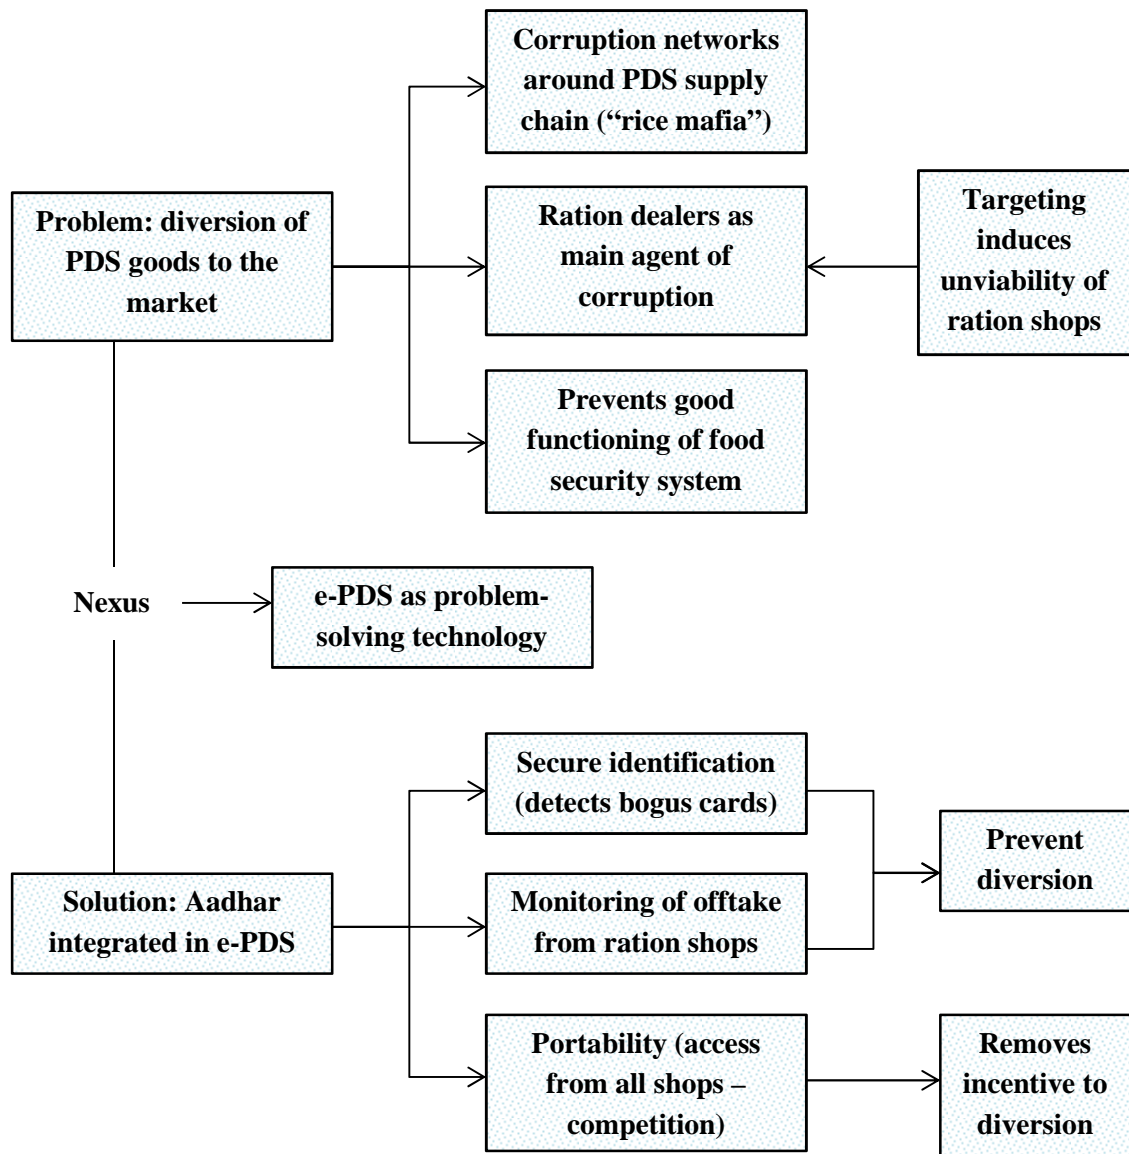 Corruption networks
around PDS supply
chain (“rice mafia”)
Problem: diversion of
PDS goods to the
market
Ration dealers as
main agent of
corruption
Targeting
induces
unviability of
ration shops
Prevents good
functioning of food
security system
Nexus
e-PDS as problem-
solving technology
Secure identification
(detects bogus cards)
Prevent
diversion
Solution: Aadhar
integrated in e-PDS
Monitoring of offtake
from ration shops
Portability (access
from all shops –
competition)
Removes
incentive to
diversion